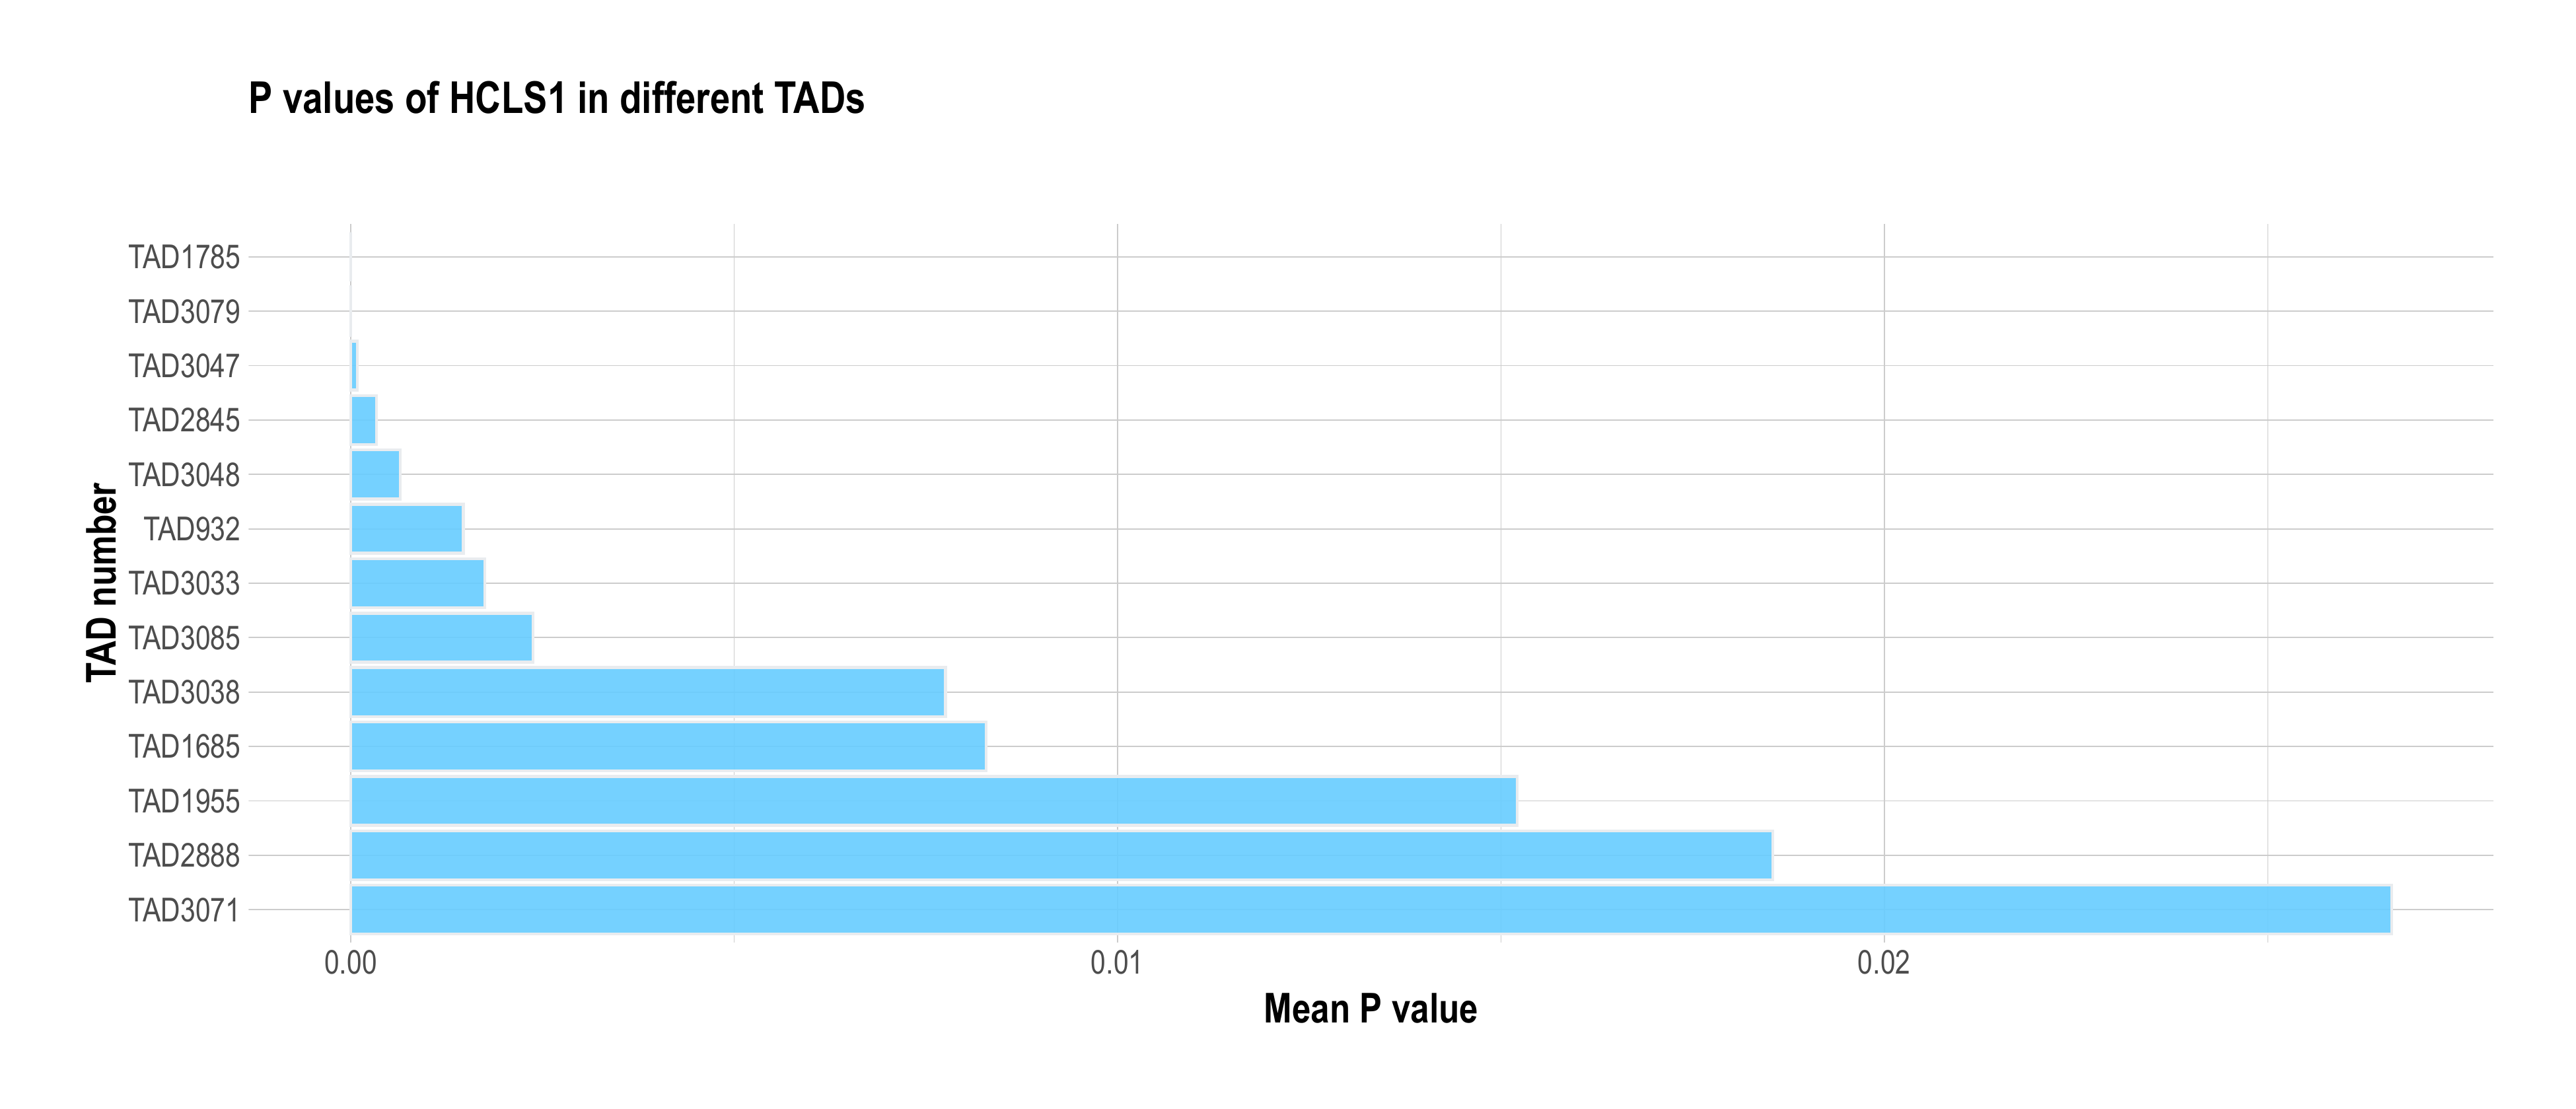 P values of HCLS1 in different TADs
TAD number
TAD1785
TAD3079
TAD3047
TAD2845
TAD3048
TAD932
TAD3033
TAD3085
TAD3038
TAD1685
TAD1955
TAD2888
TAD3071
0.00 0.01 0.02
Mean P value